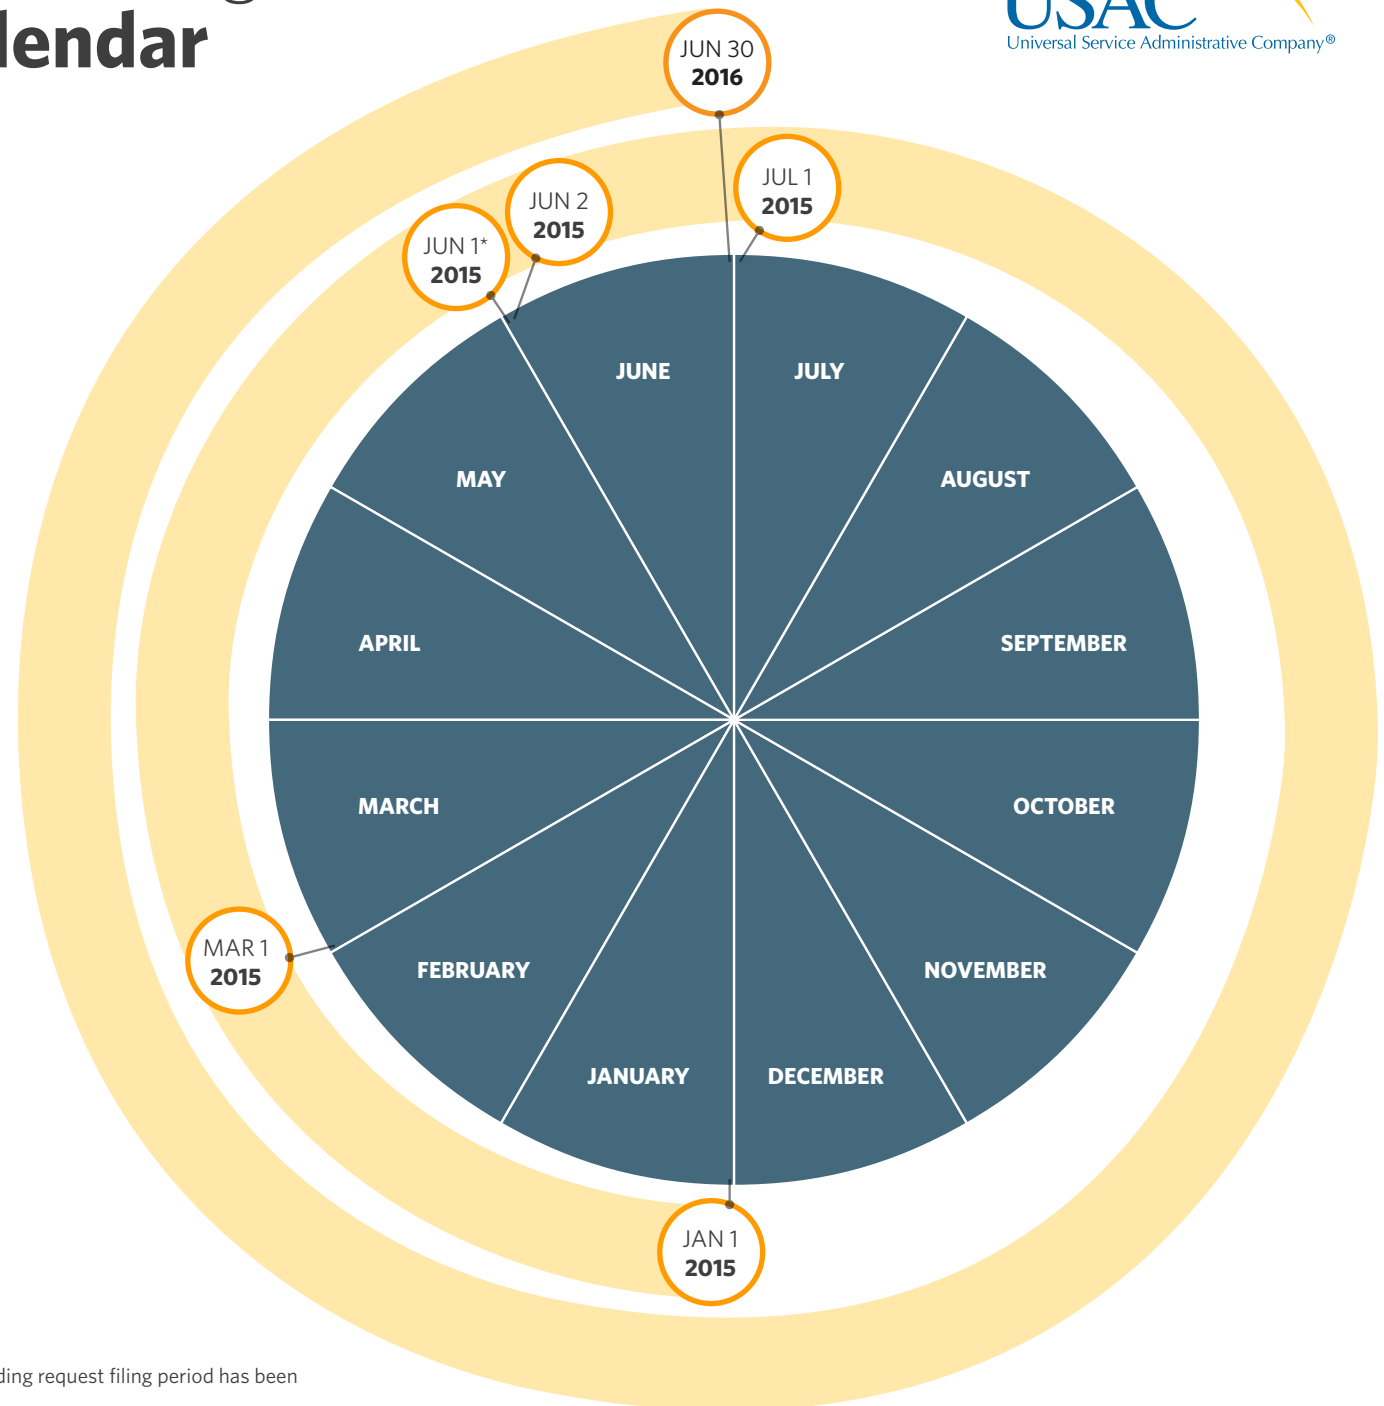 lendar
USAC
Universal Service Administrative Company®
JUN 30
2016
JUL 1
2015
JUN 2
2015
JUN 1*
2015
JUNE
JULY
MAY
AUGUST
APRIL
SEPTEMBER
MARCH
OCTOBER
MAR 1
2015
FEBRUARY
NOVEMBER
JANUARY
DECEMBER
JAN 1
2015
ding request filing period has been